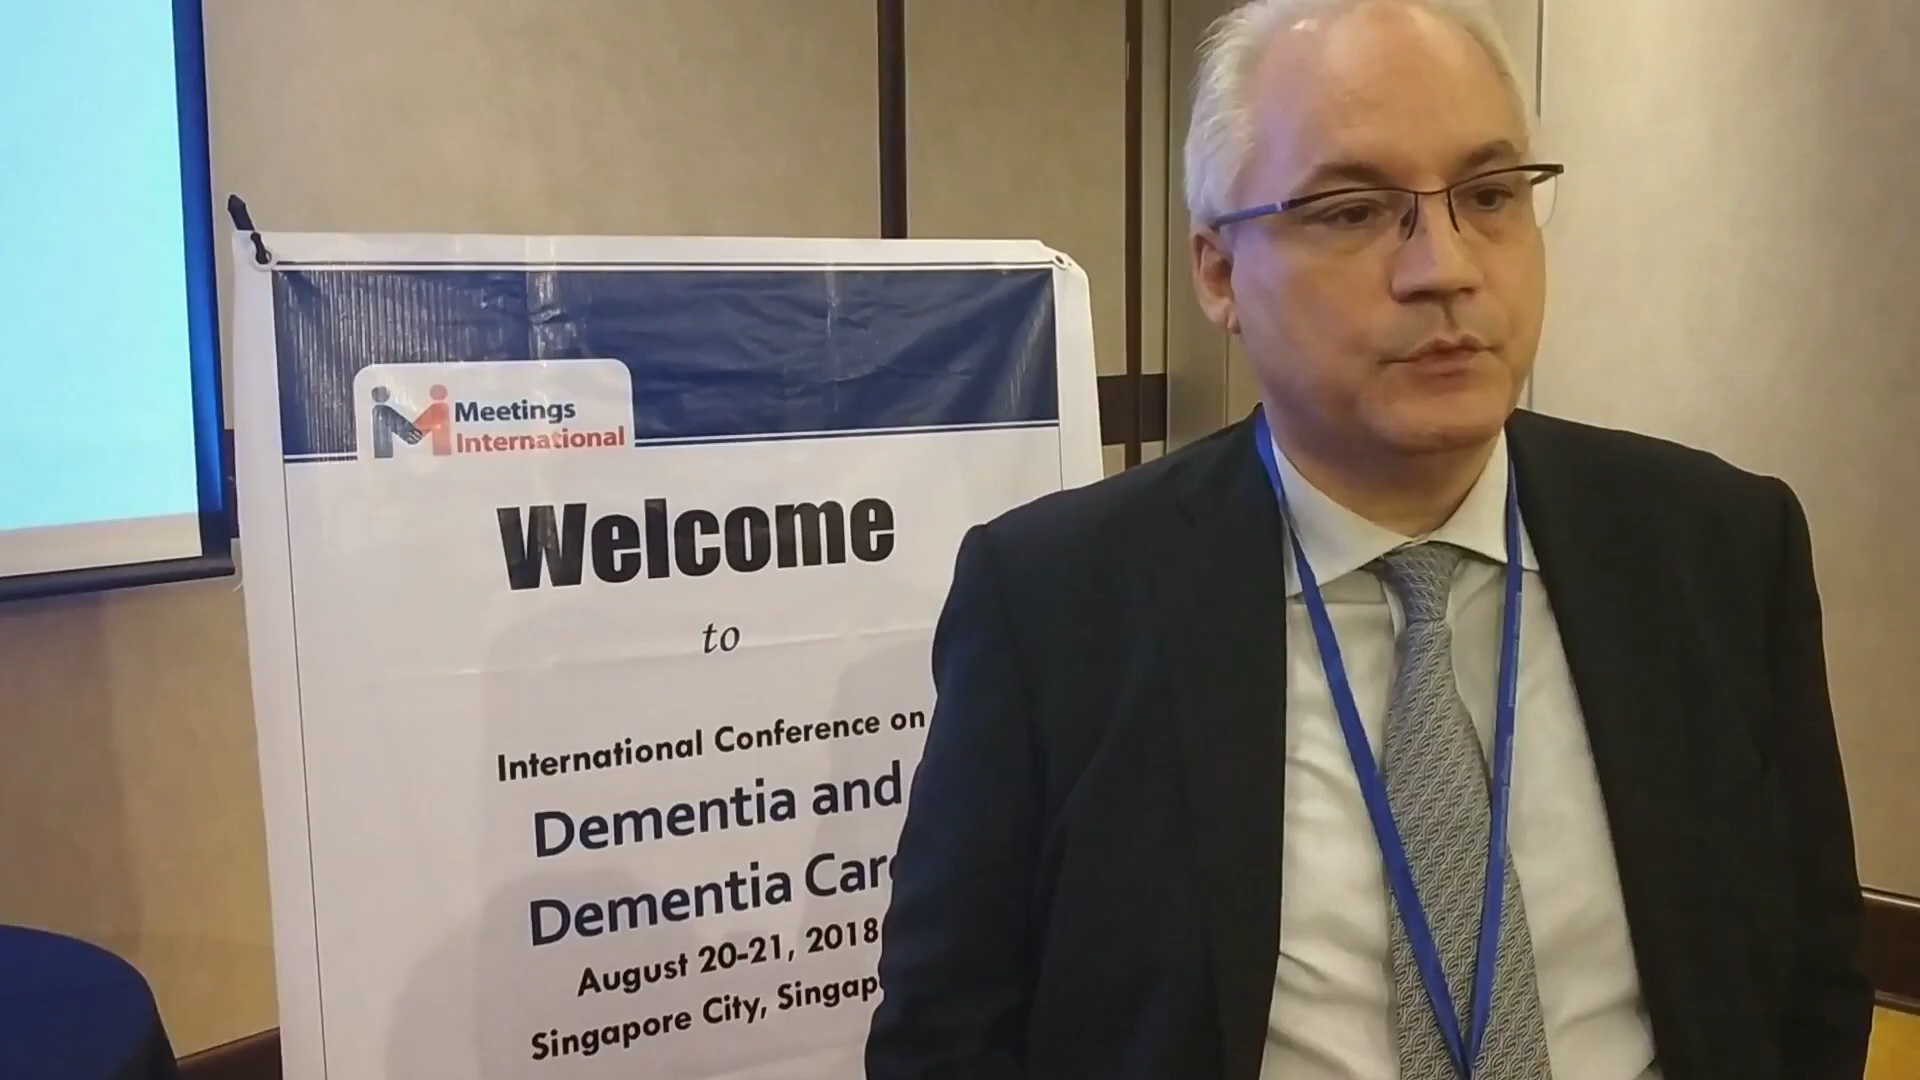 Meetings
International
Welcome
to
International Conference on
Dementia and
Dementia Car
August 20-21, 2018
Singapore City, Singap